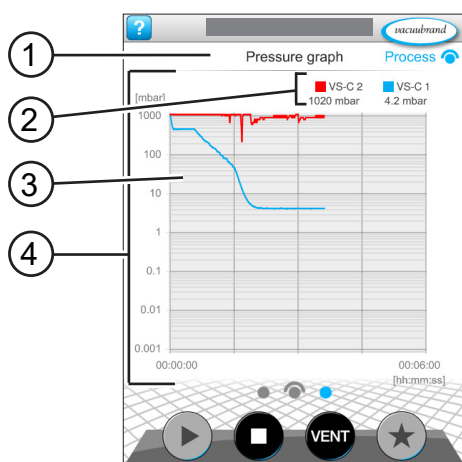 ?
vacuubrand
1
Pressure graph
Process
2
VS-C 2
VS-C 1
1020 mbar
4.2 mbar
[mbar]
1000
100
3
10
4
1
0.1
0.01
0.001
00:00:00
00:06:00
[hh:mm:ss]
VENT